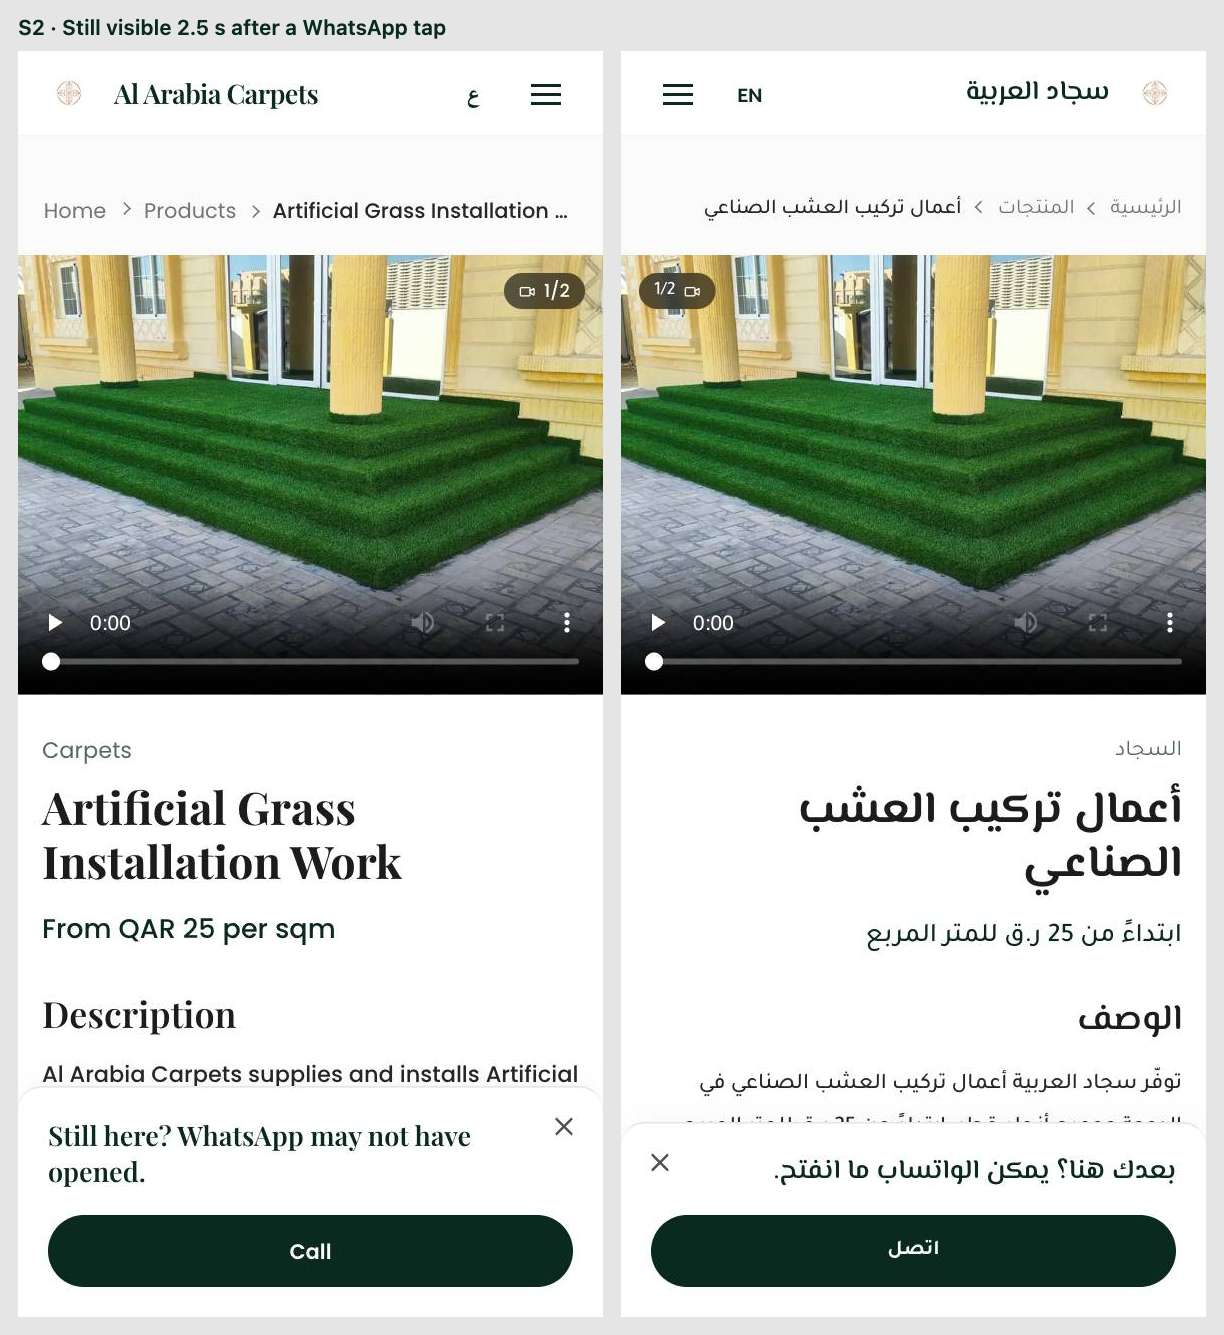 S2 · Still visible 2.5 s after a WhatsApp tap
Al Arabia Carpets
ع
Home > Products > Artificial Grass Installation ...
1/2
0:00
Carpets
Artificial Grass
Installation Work
From QAR 25 per sqm
Description
Al Arabia Carpets supplies and installs Artificial
Still here? WhatsApp may not have
opened.
Call
سجاد العربية
EN
الرئيسية > المنتجات > أعمال تركيب العشب الصناعي
1/2
0:00
السجاد
أعمال تركيب العشب
الصناعي
ابتداءً من 25 ر.ق للمتر المربع
الوصف
توفّر سجاد العربية أعمال تركيب العشب الصناعي في
بعدك هنا؟ يمكن الواتساب ما انفتح.
اتصل